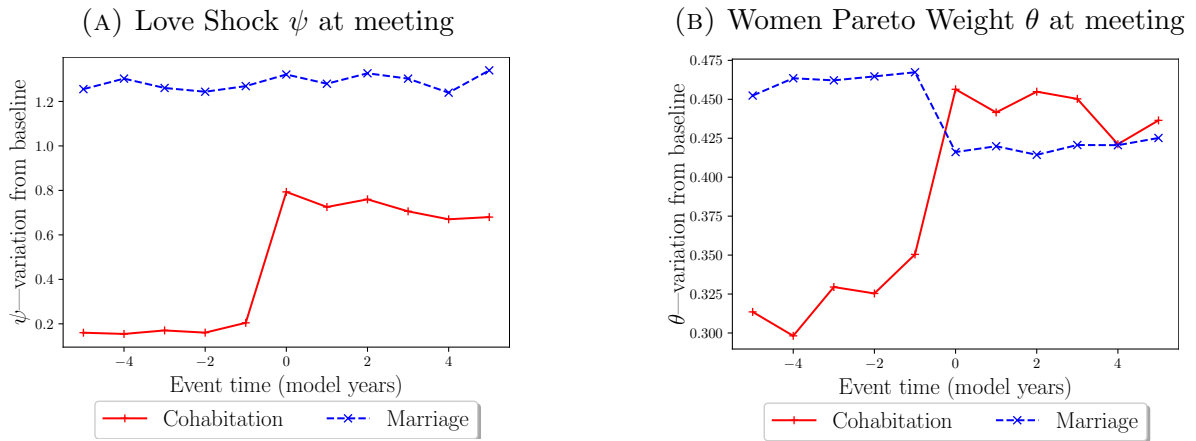 (A) Love Shock ψ at meeting
ψ—variation from baseline
1.2
1.0
0.8
0.6
0.4
0.2
−4
−2
0
2
4
Event time (model years)
Cohabitation
Marriage
(B) Women Pareto Weight θ at meeting
θ—variation from baseline
0.475
0.450
0.425
0.400
0.375
0.350
0.325
0.300
−4
−2
0
2
4
Event time (model years)
Cohabitation
Marriage